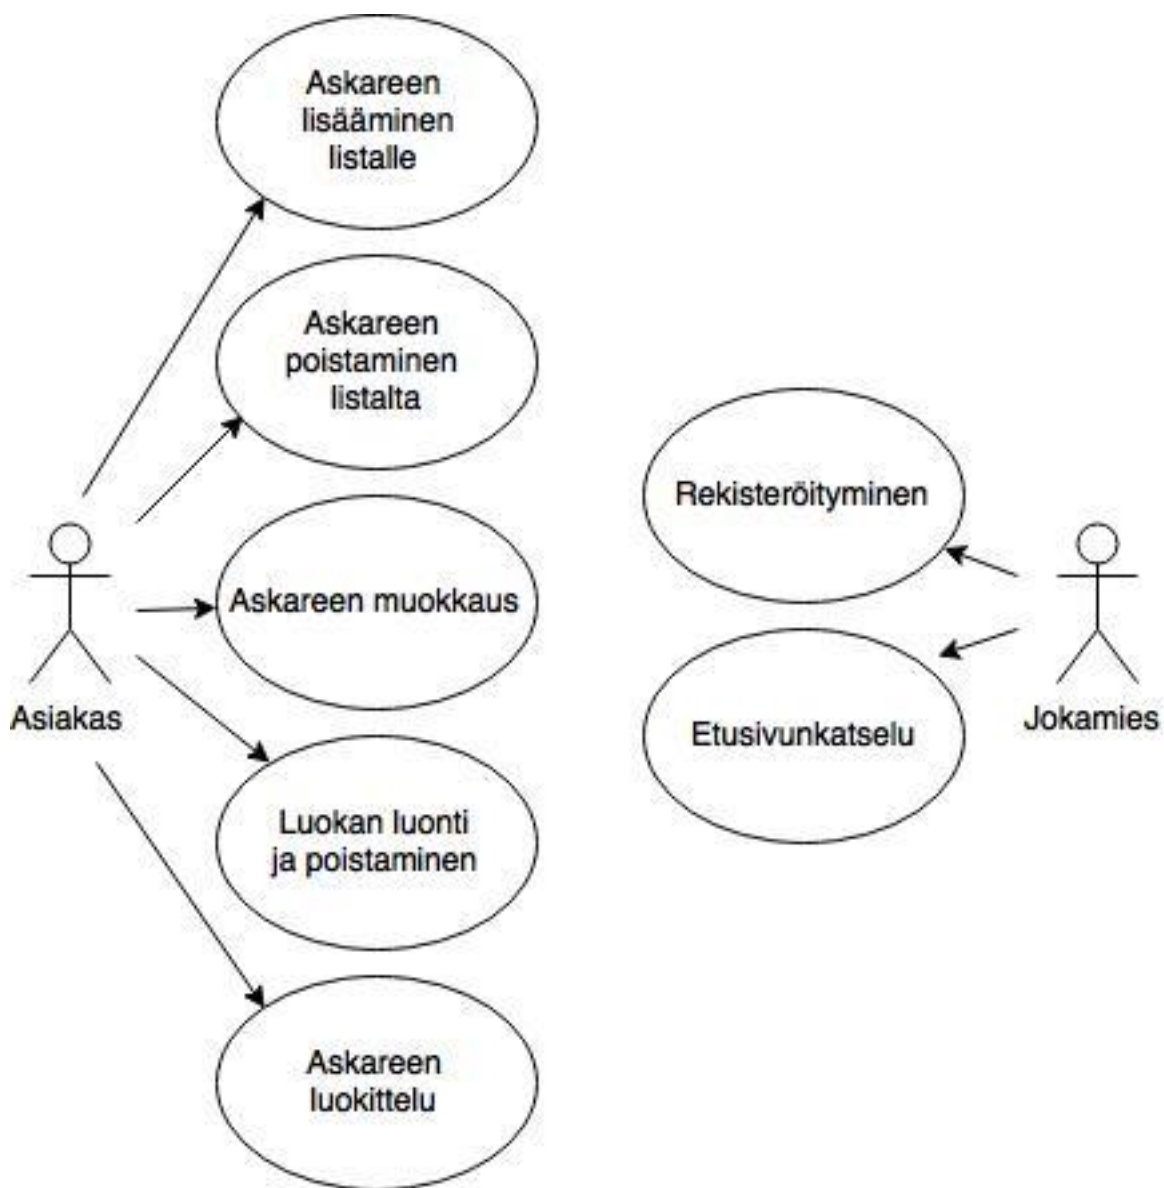 Askareen
lisääminen
listalle
Askareen
poistaminen
listalta
Askareen muokkaus
Asiakas
Luokan luonti
ja poistaminen
Askareen
luokittelu
Rekisteröityminen
Etusivunkatselu
Jokamies